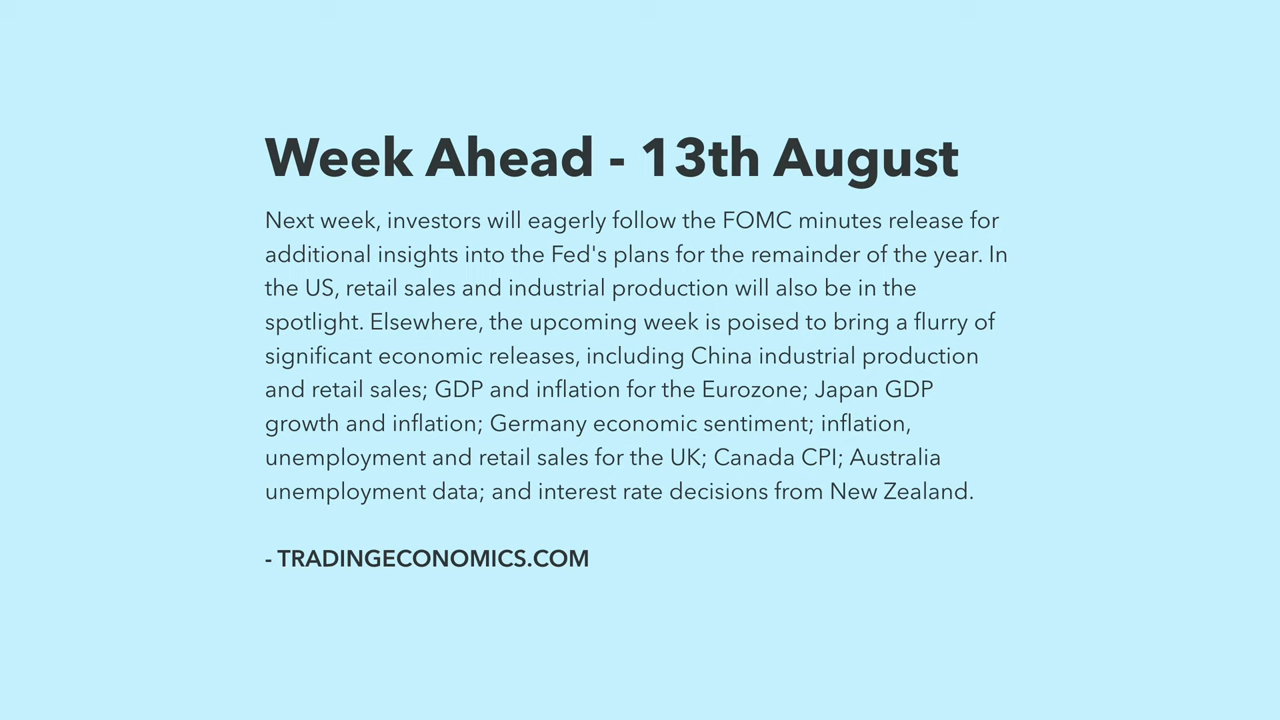 Week Ahead - 13th August
Next week, investors will eagerly follow the FOMC minutes release for
additional insights into the Fed's plans for the remainder of the year. In
the US, retail sales and industrial production will also be in the
spotlight. Elsewhere, the upcoming week is poised to bring a flurry of
significant economic releases, including China industrial production
and retail sales; GDP and inflation for the Eurozone; Japan GDP
growth and inflation; Germany economic sentiment; inflation,
unemployment and retail sales for the UK; Canada CPI; Australia
unemployment data; and interest rate decisions from New Zealand.
- TRADINGECONOMICS.COM